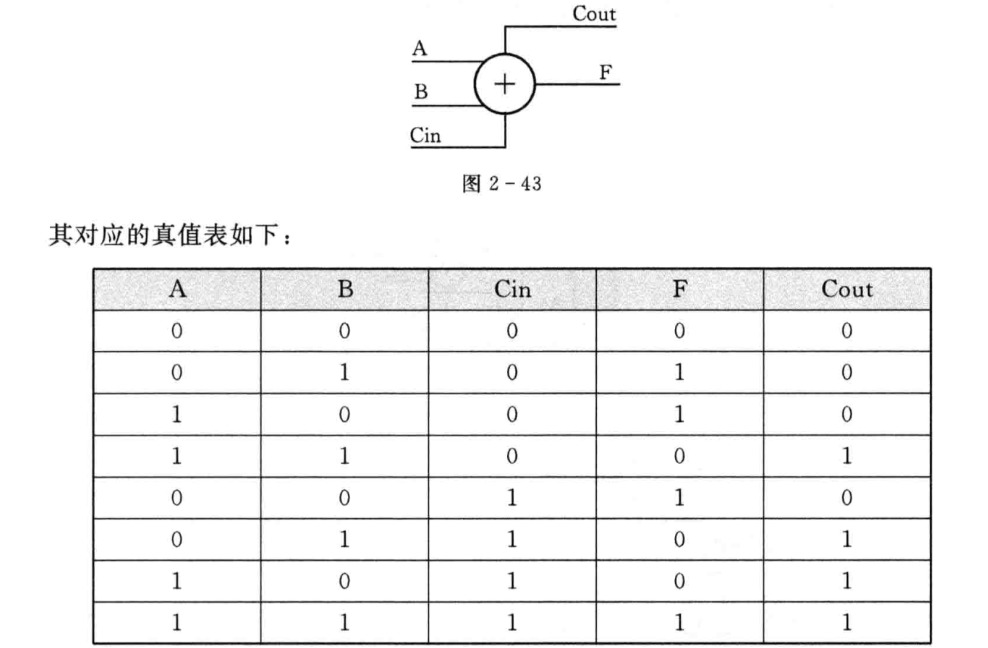 Cout
A
F
+
B
Cin
图 2-43
其对应的真值表如下：
A B Cin F Cout
0 0 0 0 0
0 1 0 1 0
1 0 0 1 0
1 1 0 0 1
0 0 1 1 0
0 1 1 0 1
1 0 1 0 1
1 1 1 1 1